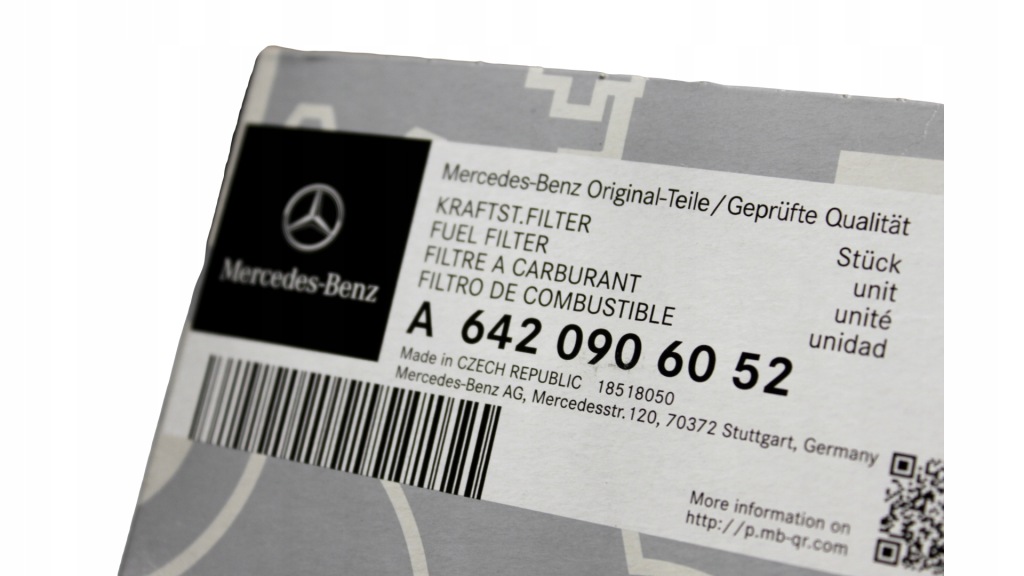 Mercedes-Benz
Mercedes-Benz Original-Teile/Geprüfte Qualität
KRAFTST.FILTER
FUEL FILTER
FILTRE A CARBURANT
FILTRO DE COMBUSTIBLE
Stück
unit
unité
unidad
A 642 090 60 52
Made in CZECH REPUBLIC 18518050
Mercedes-Benz AG, Mercedesstr.120, 70372 Stuttgart, Germany
More information on
http://p.mb-qr.com